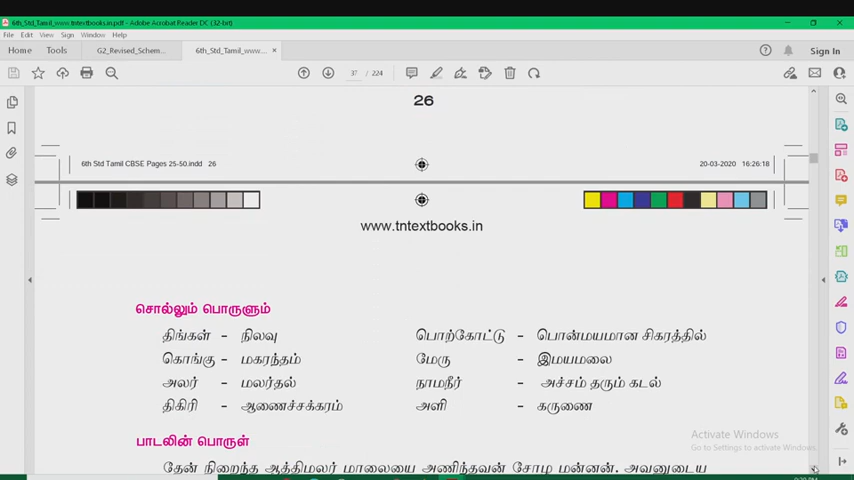 6th_Std_Tamil_www.tntextbooks.in.pdf - Adobe Acrobat Reader DC (32-bit)
File Edit View Sign Window Help
Home Tools G2_Revised_Schem... 6th_Std_Tamil_www.... × Sign In
37 / 224
26
6th Std Tamil CBSE Pages 25-50.indd 26 20-03-2020 16:26:18
www.tntextbooks.in
சொல்லும் பொருளும்
திங்கள் - நிலவு பொற்கோட்டு - பொன்மயமான சிகரத்தில்
கொங்கு - மகரந்தம் மேரு - இமயமலை
அலர் - மலர்தல் நாமநீர் - அச்சம் தரும் கடல்
திகிரி - ஆணைச்சக்கரம் அளி - கருணை
பாடலின் பொருள்
தேன் நிறைந்த ஆத்திமலர் மாலையை அணிந்தவன் சோழ மன்னன். அவனுடைய
Activate Windows
Go to Settings to activate Windows.